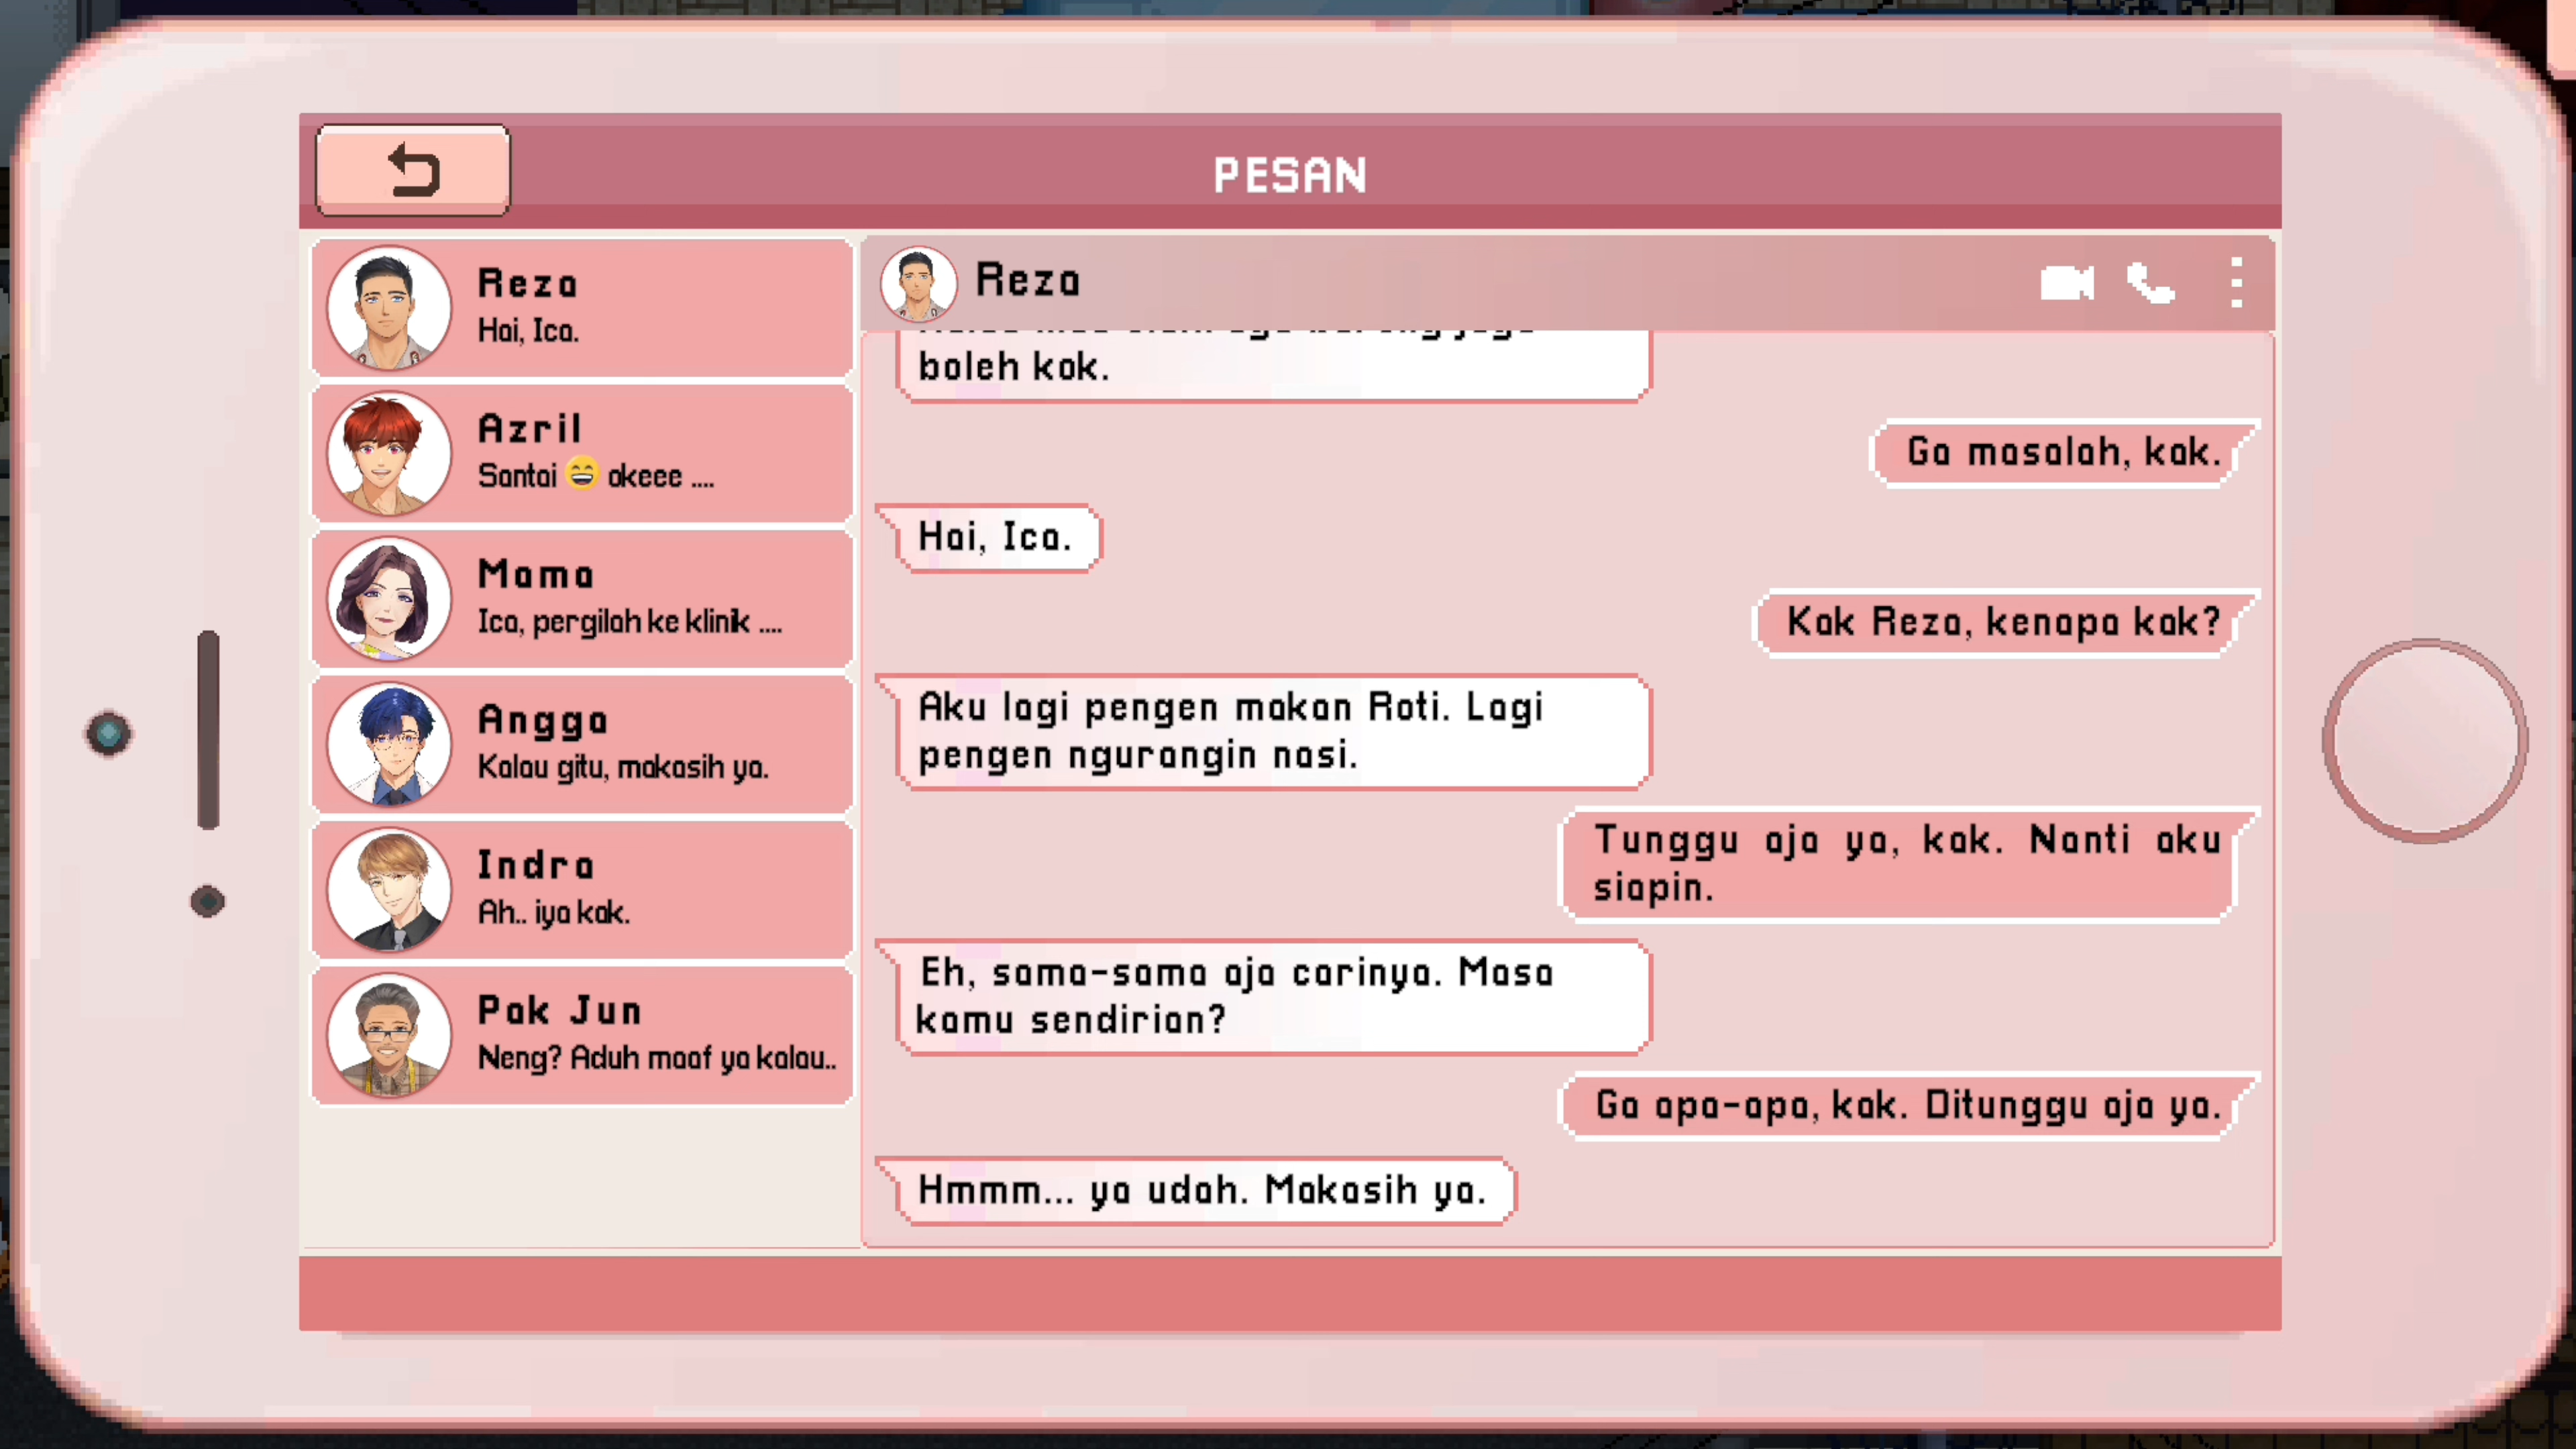 PESAN
Reza
Hai, Ica.
Azril
Santai 😄 okeee ....
Mama
Ica, pergilah ke klinik ....
Angga
Kalau gitu, makasih ya.
Indra
Ah.. iya kak.
Pak Jun
Neng? Aduh maaf ya kalau..
Reza
boleh kok.
Ga masalah, kak.
Hai, Ica.
Kak Reza, kenapa kak?
Aku lagi pengen makan Roti. Lagi
pengen ngurangin nasi.
Tunggu aja ya, kak. Nanti aku
siapin.
Eh, sama-sama aja carinya. Masa
kamu sendirian?
Ga apa-apa, kak. Ditunggu aja ya.
Hmmm... ya udah. Makasih ya.